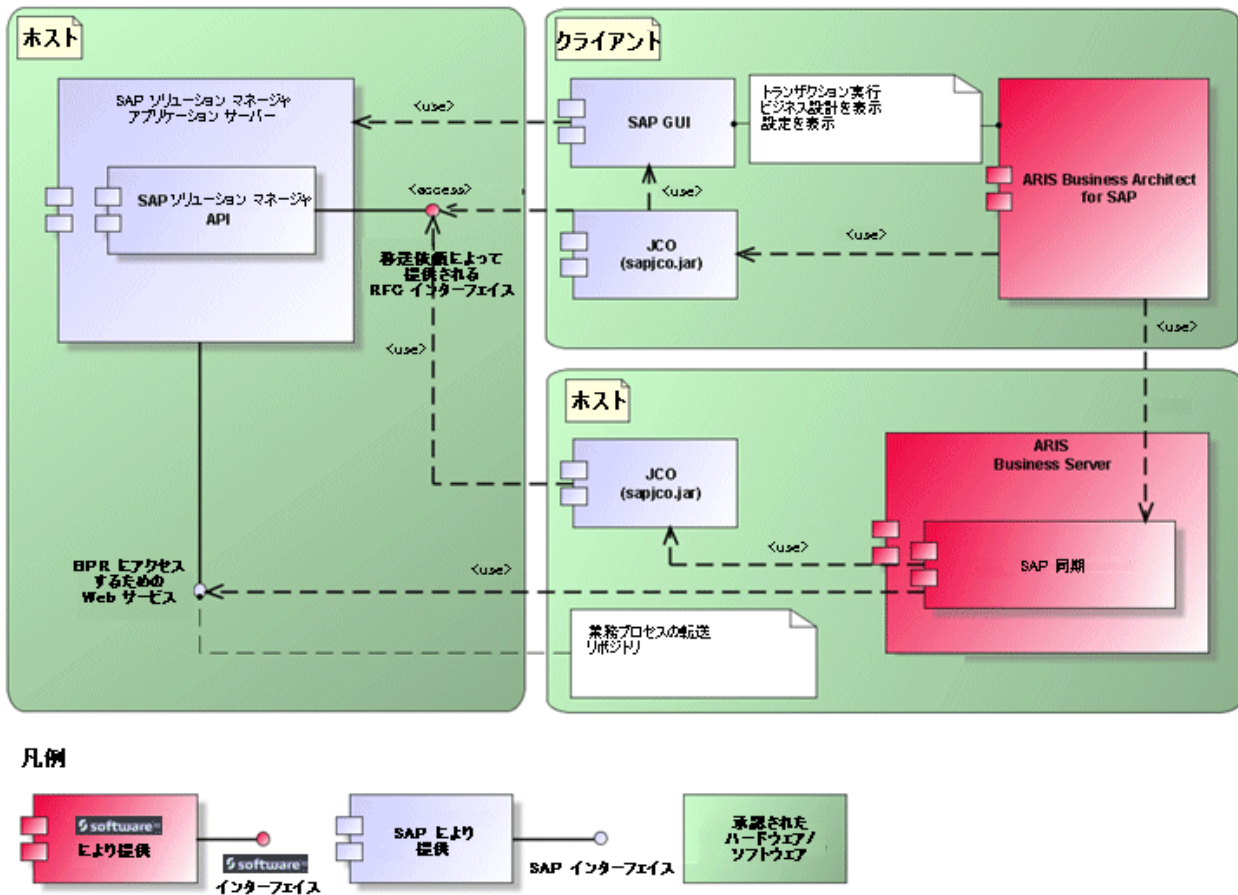 ホスト
SAP ソリューション マネージャ
アプリケーション サーバー
SAP ソリューション マネージャ
API
<use>
<access>
移送依頼によって
提供される
RFC インターフェイス
<use>
BPR にアクセス
するための
Web サービス
クライアント
SAP GUI
トランザクション実行
ビジネス設計を表示
設定を表示
ARIS Business Architect
for SAP
<use>
<use>
JCO
(sapjco.jar)
<use>
ホスト
JCO
(sapjco.jar)
ARIS
Business Server
<use>
SAP 同期
<use>
業務プロセスの転送
リポジトリ
凡例
software
により提供
software
インターフェイス
SAP により
提供
SAP インターフェイス
承認された
ハードウェア/
ソフトウェア